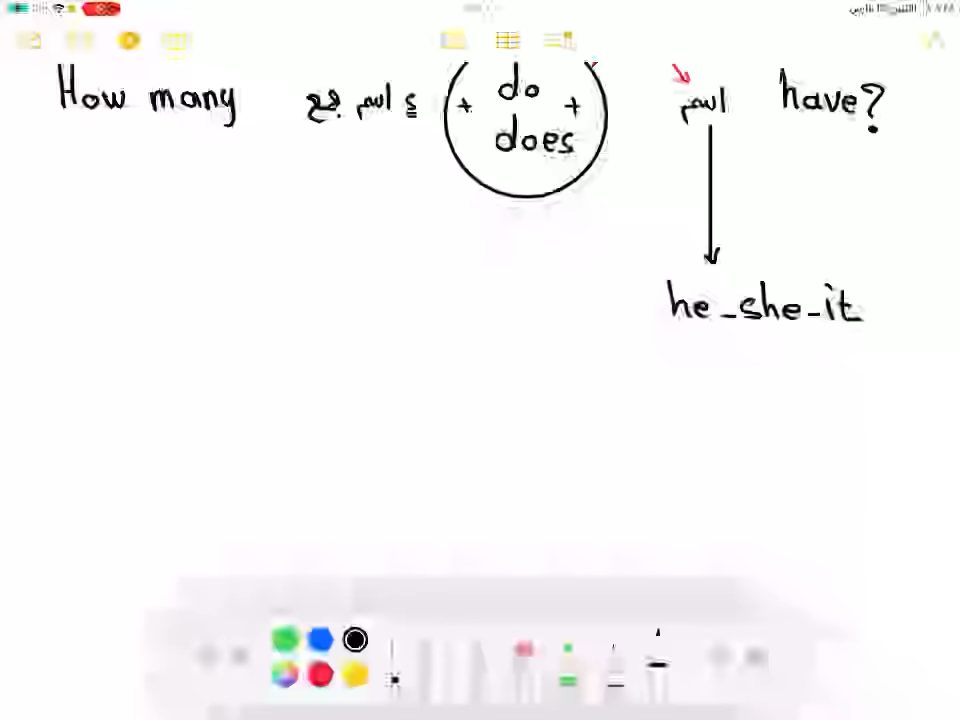 How many اسم جمع + do + اسم have?
does
he_she_it